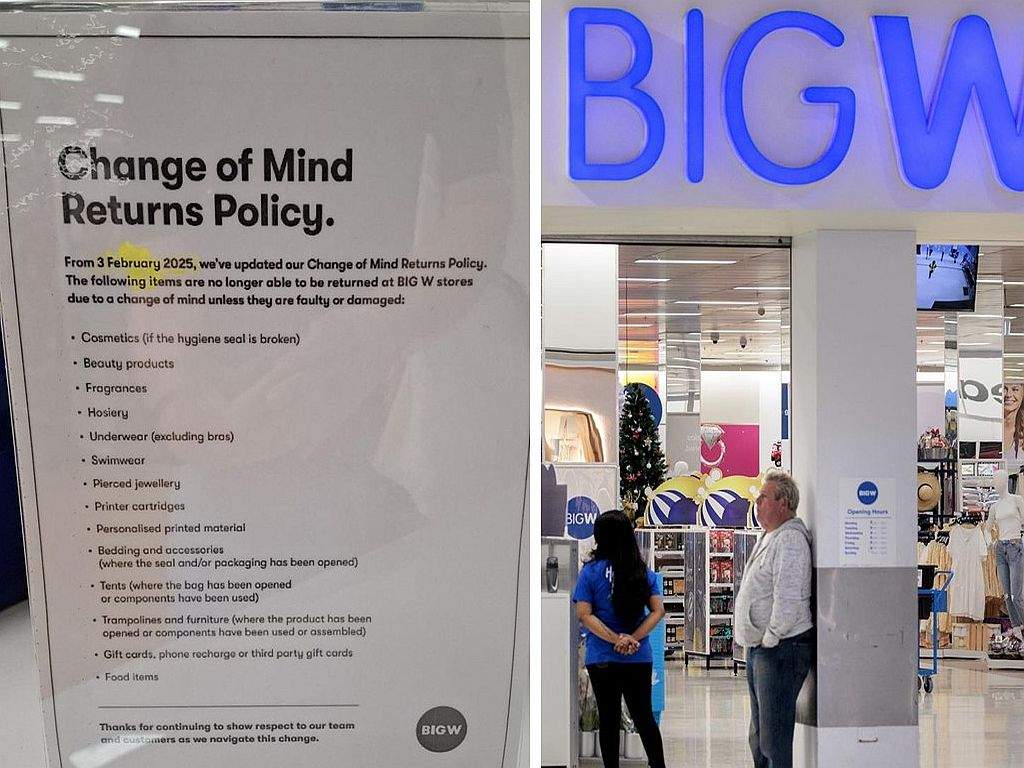 Change of Mind
Returns Policy.
From 3 February 2025, we've updated our Change of Mind Returns Policy.
The following items are no longer able to be returned at BIG W stores
due to a change of mind unless they are faulty or damaged:
• Cosmetics (if the hygiene seal is broken)
• Beauty products
• Fragrances
• Hosiery
• Underwear (excluding bras)
• Swimwear
• Pierced jewellery
• Printer cartridges
• Personalised printed material
• Bedding and accessories
(where the seal and/or packaging has been opened)
• Tents (where the bag has been opened
or components have been used)
• Trampolines and furniture (where the product has been
opened or components have been used or assembled)
• Gift cards, phone recharge or third party gift cards
• Food items
Thanks for continuing to show respect to our team
and customers as we navigate this change.
BIG W
BIGW
BIGW
BIGW
Opening Hours